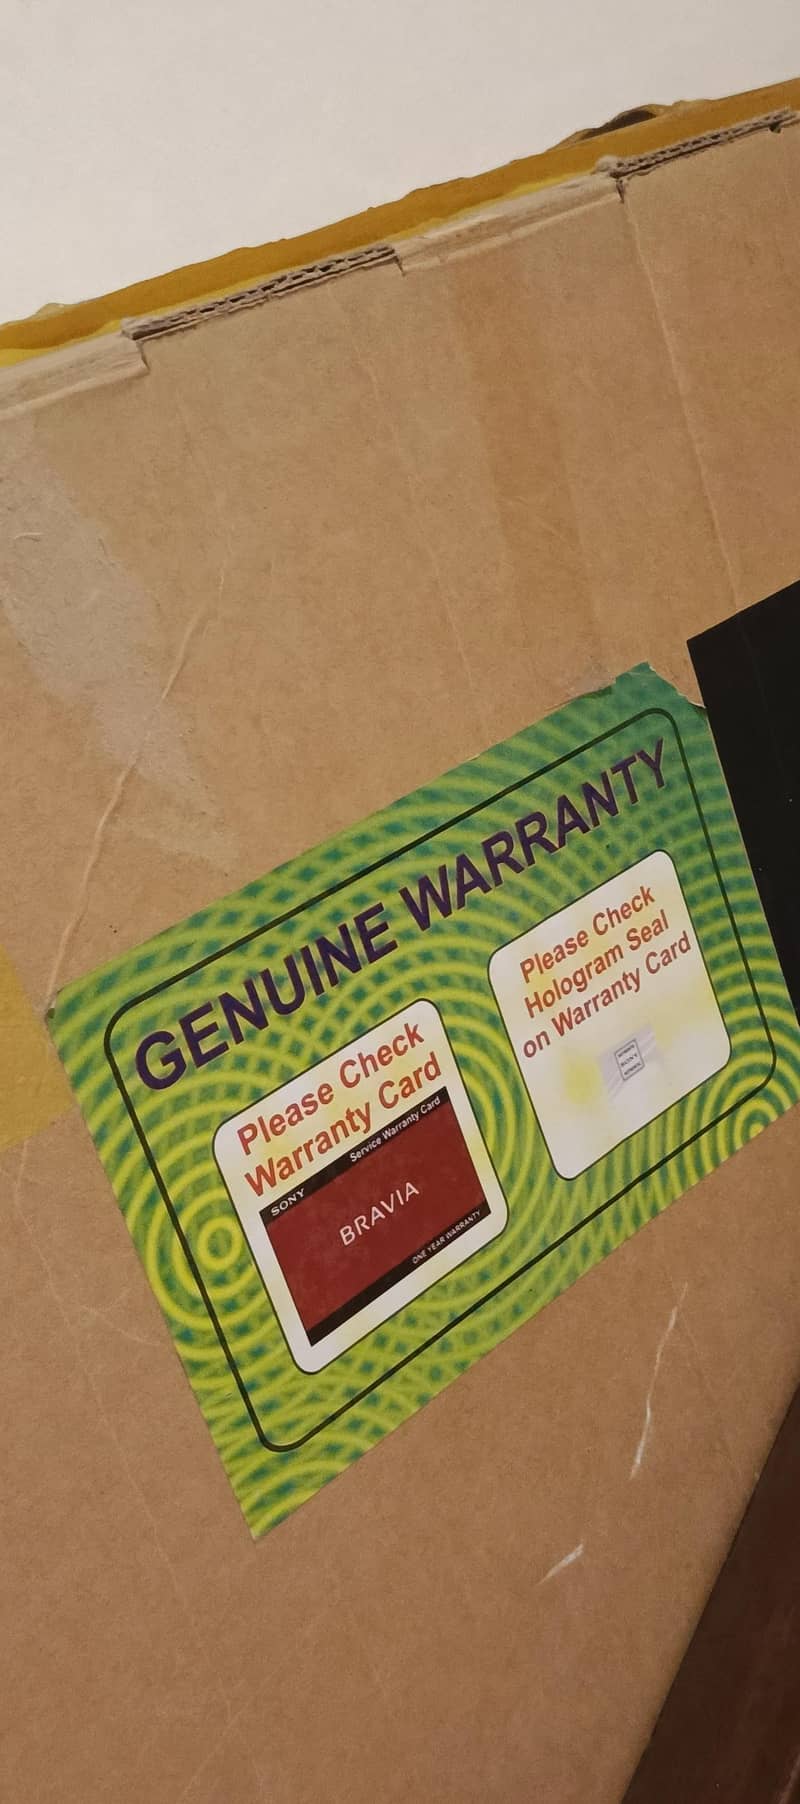 GENUINE WARRANTY
Please Check
Warranty Card
SONY
Service Warranty Card
BRAVIA
ONE YEAR WARRANTY
Please Check
Hologram Seal
on Warranty Card
SONY